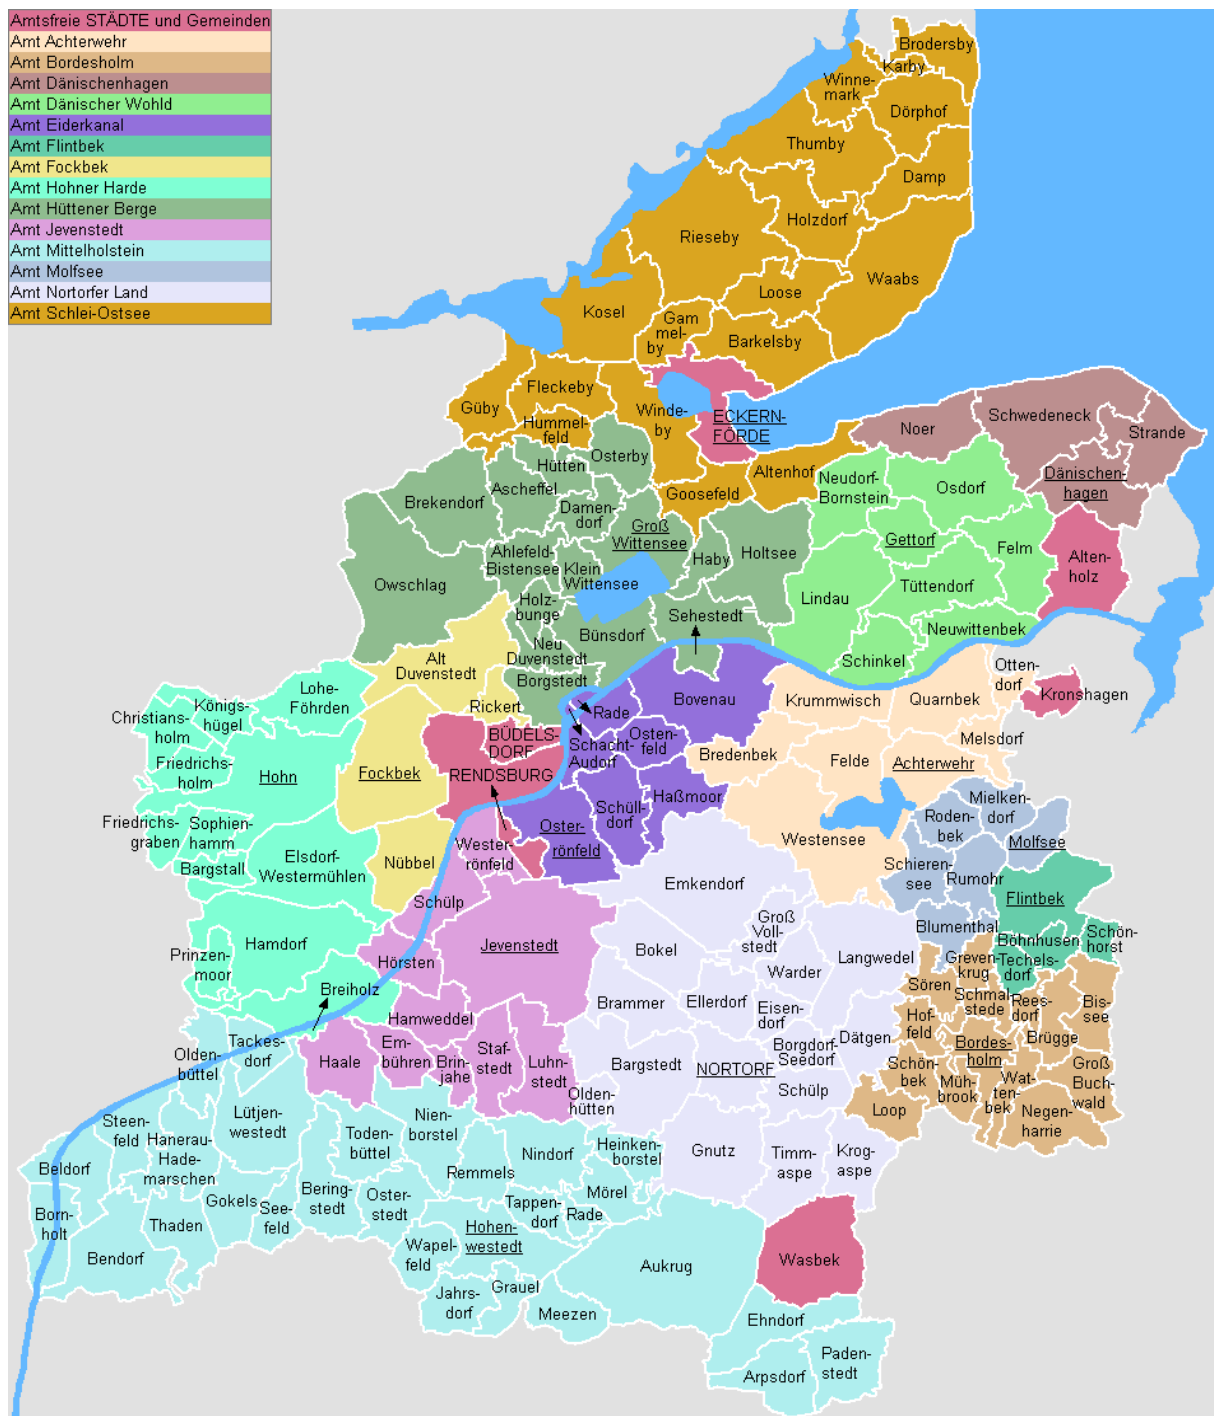 Amtsfreie STÄDTE und Gemeinden
Amt Achterwehr
Amt Bordesholm
Amt Dänischenhagen
Amt Dänischer Wohld
Amt Eiderkanal
Amt Flintbek
Amt Fockbek
Amt Hohner Harde
Amt Hüttener Berge
Amt Jevenstedt
Amt Mittelholstein
Amt Molfsee
Amt Nortorfer Land
Amt Schlei-Ostsee
Brodersby
Karby
Winne-
mark
Dörphof
Thumby
Damp
Holzdorf
Rieseby
Waabs
Loose
Kosel
Gam
mel-
by
Barkelsby
Fleckeby
Güby
Hummel-
feld
Winde-
by
ECKERN-
FÖRDE
Noer
Schwedeneck
Strande
Dänischen-
hagen
Osterby
Hütten
Ascheffel
Brekendorf
Damen-
dorf
Goosefeld
Altenhof
Neudorf-
Bornstein
Osdorf
Groß
Wittensee
Gettorf
Felm
Alten-
holz
Haby
Holtsee
Ahlefeld-
Bistensee
Klein
Wittensee
Owschlag
Tüttendorf
Lindau
Holz-
bunge
Sehestedt
Neuwittenbek
Bünsdorf
Neu
Duvenstedt
Schinkel
Alt
Duvenstedt
Borgstedt
Rickert
Lohe-
Föhrden
Königs-
hügel
Christians-
holm
Friedrichs-
holm
Hohn
Fockbek
BÜDELS-
DORF
RENDSBURG
Rade
Schacht-
Audorf
Osten-
feld
Bovenau
Krummwisch
Quarnbek
Otten-
dorf
Kronshagen
Melsdorf
Bredenbek
Felde
Achterwehr
Haßmoor
Schüll-
dorf
Oster-
rönfeld
Wester-
rönfeld
Westensee
Mielken-
dorf
Roden-
bek
Molfsee
Schieren-
see
Rumohr
Flintbek
Blumenthal
Böhnhusen
Schön-
horst
Techels-
dorf
Friedrichs-
graben
Sophien-
hamm
Bargstall
Elsdorf-
Westermühlen
Nübbel
Schülp
Hamdorf
Prinzen-
moor
Hörsten
Breiholz
Jevenstedt
Hamweddel
Emkendorf
Groß
Voll-
stedt
Bokel
Langwedel
Warder
Brammer
Ellerdorf
Eisen-
dorf
Dätgen
Borgdorf-
Seedorf
Bargstedt
NORTORF
Schülp
Olden-
hütten
Greven-
krug
Sören
Schmal-
stede
Rees-
dorf
Bis-
see
Hof-
feld
Bordes-
holm
Brügge
Schön-
bek
Müh-
brook
Wat-
ten-
bek
Groß
Buch-
wald
Loop
Negen-
harrie
Tackes-
dorf
Olden-
büttel
Haale
Em-
bühren
Brin-
jahe
Staf-
stedt
Luhn-
stedt
Steen-
feld
Lütjen-
westedt
Hanerau-
Hade-
marschen
Nien-
borstel
Toden-
büttel
Remmels
Nindorf
Heinken-
borstel
Gnutz
Timm-
aspe
Krog-
aspe
Beldorf
Born-
holt
Bendorf
Thaden
Gokels
See-
feld
Bering-
stedt
Oster-
stedt
Mörel
Tappen-
dorf
Rade
Hohen-
westedt
Wapel-
feld
Aukrug
Wasbek
Jahrs-
dorf
Grauel
Meezen
Ehndorf
Arpsdorf
Paden-
stedt